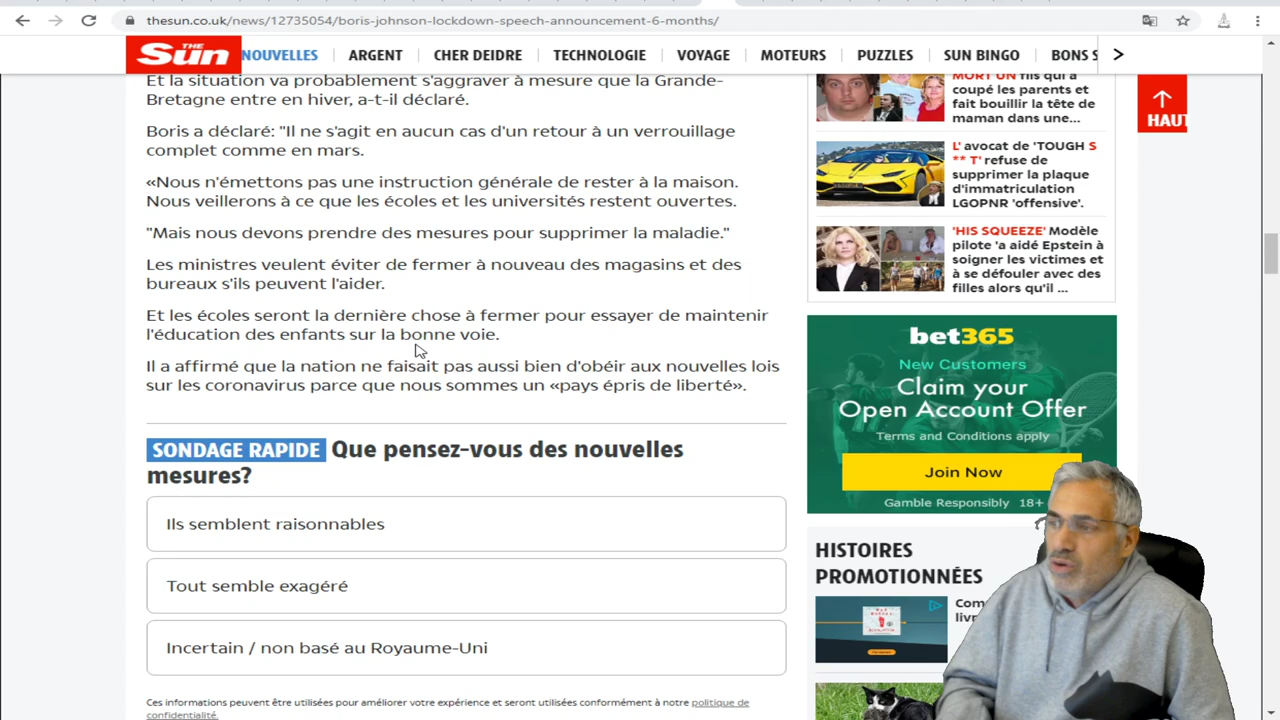 thesun.co.uk/news/12735054/boris-johnson-lockdown-speech-announcement-6-months/
THE Sun
NOUVELLES
ARGENT
CHER DEIDRE
TECHNOLOGIE
VOYAGE
MOTEURS
PUZZLES
SUN BINGO
BONS S
Et la situation va probablement s'aggraver à mesure que la Grande-
Bretagne entre en hiver, a-t-il déclaré.
Boris a déclaré: "Il ne s'agit en aucun cas d'un retour à un verrouillage
complet comme en mars.
«Nous n'émettons pas une instruction générale de rester à la maison.
Nous veillerons à ce que les écoles et les universités restent ouvertes.
"Mais nous devons prendre des mesures pour supprimer la maladie."
Les ministres veulent éviter de fermer à nouveau des magasins et des
bureaux s'ils peuvent l'aider.
Et les écoles seront la dernière chose à fermer pour essayer de maintenir
l'éducation des enfants sur la bonne voie.
Il a affirmé que la nation ne faisait pas aussi bien d'obéir aux nouvelles lois
sur les coronavirus parce que nous sommes un «pays épris de liberté».
SONDAGE RAPIDE Que pensez-vous des nouvelles
mesures?
Ils semblent raisonnables
Tout semble exagéré
Incertain / non basé au Royaume-Uni
Ces informations peuvent être utilisées pour améliorer votre expérience et seront utilisées conformément à notre politique de
confidentialité.
MORT UN fils qui a
coupé les parents et
fait bouillir la tête de
maman dans une...
L' avocat de 'TOUGH S
** T' refuse de
supprimer la plaque
d'immatriculation
LGOPNR 'offensive'.
'HIS SQUEEZE' Modèle
pilote 'a aidé Epstein à
soigner les victimes et
à se défouler avec des
filles alors qu'il ...
HAUT
bet365
New Customers
Claim your
Open Account Offer
Terms and Conditions apply
Join Now
Gamble Responsibly 18+
HISTOIRES
PROMOTIONNÉES